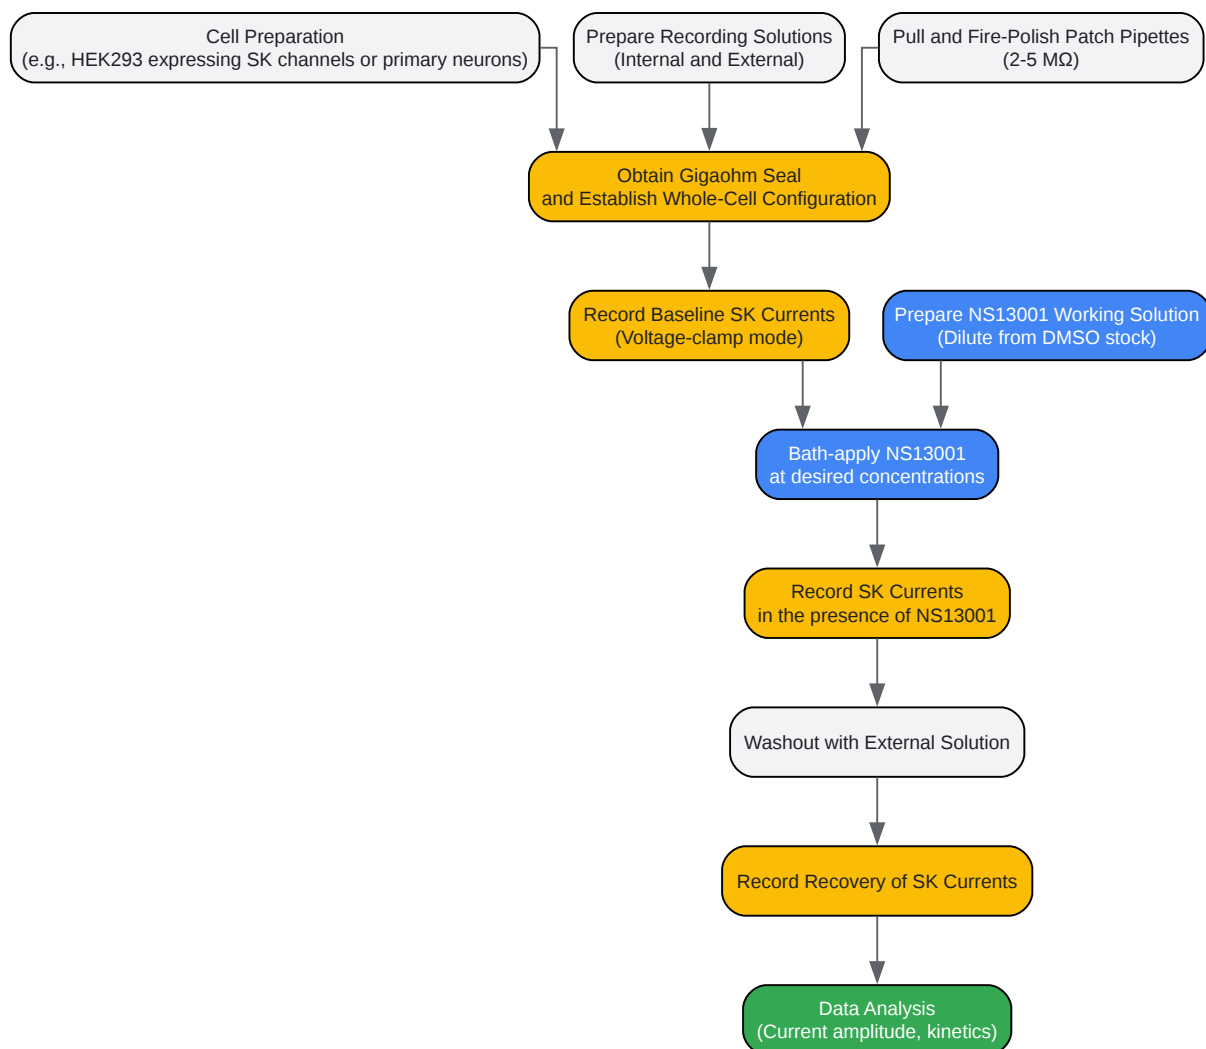 Cell Preparation
(e.g., HEK293 expressing SK channels or primary neurons)
Prepare Recording Solutions
(Internal and External)
Pull and Fire-Polish Patch Pipettes
(2-5 MΩ)
Obtain Gigaohm Seal
and Establish Whole-Cell Configuration
Record Baseline SK Currents
(Voltage-clamp mode)
Prepare NS13001 Working Solution
(Dilute from DMSO stock)
Bath-apply NS13001
at desired concentrations
Record SK Currents
in the presence of NS13001
Washout with External Solution
Record Recovery of SK Currents
Data Analysis
(Current amplitude, kinetics)